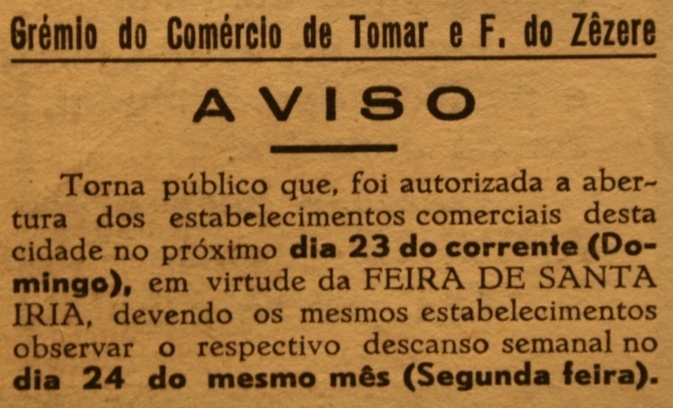 Grémio do Comércio de Tomar e F. do Zêzere
AVISO
Torna público que, foi autorizada a aber-
tura dos estabelecimentos comerciais desta
cidade no próximo dia 23 do corrente (Do-
mingo), em virtude da FEIRA DE SANTA
IRIA, devendo os mesmos estabelecimentos
observar o respectivo descanso semanal no
dia 24 do mesmo mês (Segunda feira).